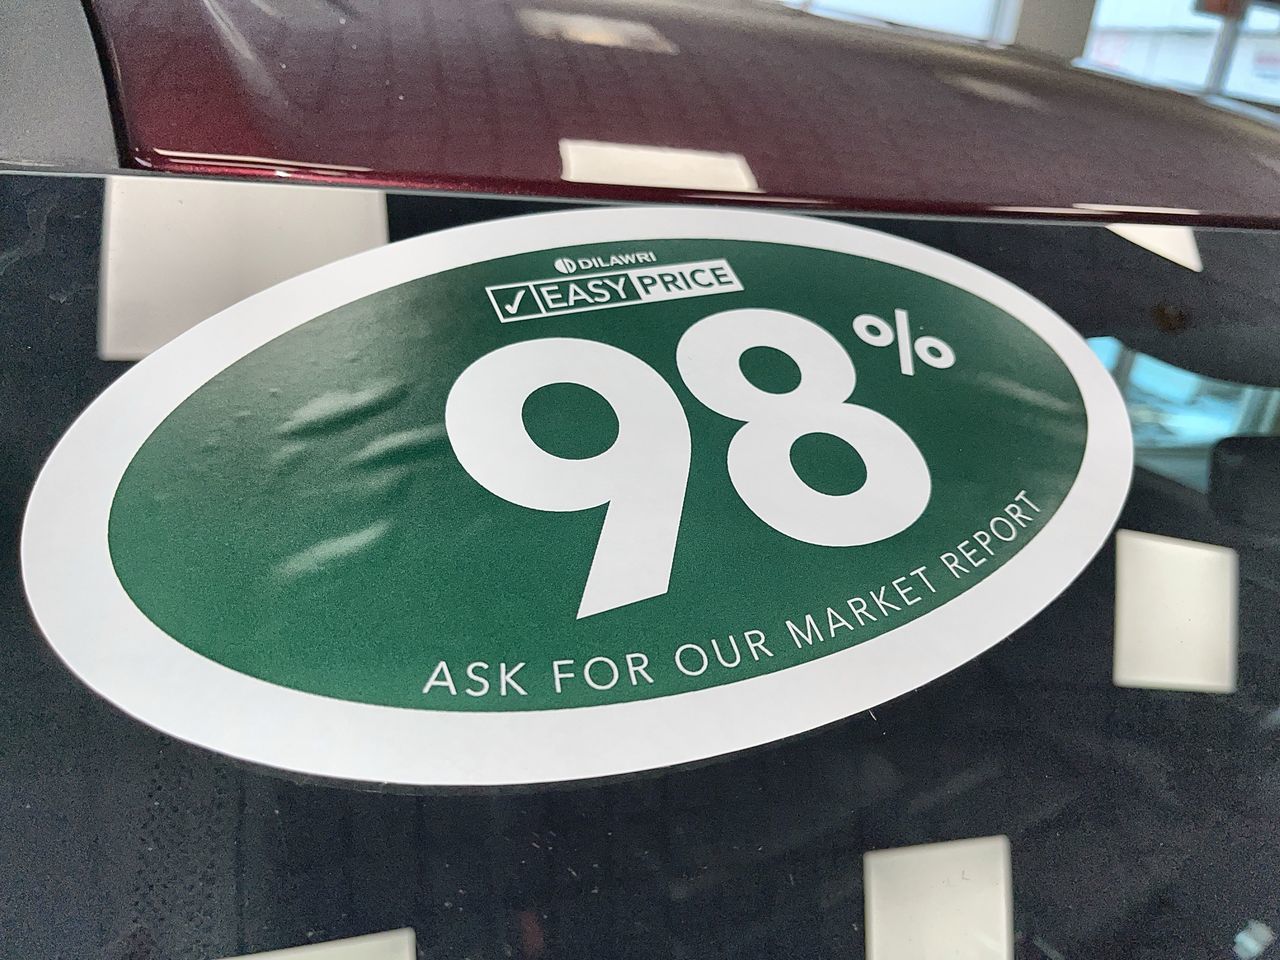 DILAWRI
✓ EASY PRICE
98%
ASK FOR OUR MARKET REPORT